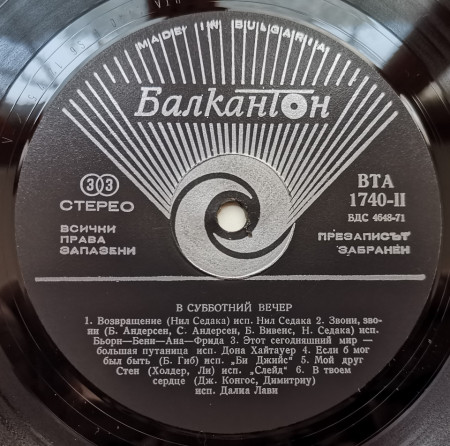 MADE IN BULGARIA
Балкантон
33
СТЕРЕО
ВСИЧКИ
ПРАВА
ЗАПАЗЕНИ
ВТА
1740-II
ВДС 4648-71
ПРЕЗАПИСЪТ
ЗАБРАНЕН
В СУББОТНИЙ ВЕЧЕР
1. Возвращение (Нил Седака) исп. Нил Седака 2. Звони, зво-
ни (Б. Андерсен, С. Андерсен, Б. Вивенс, Н. Седака) исп.
Бьорн—Бени—Ана—Фрида 3. Этот сегодняшний мир —
большая путаница исп. Дона Хайтауер 4. Если б мог
был быть (Б. Гиб) исп. „Би Джийс“ 5. Мой друг
Стен (Холдер, Ли) исп. „Слейд“ 6. В твоем
сердце (Дж. Конгос, Димитриу)
исп. Далиа Лави